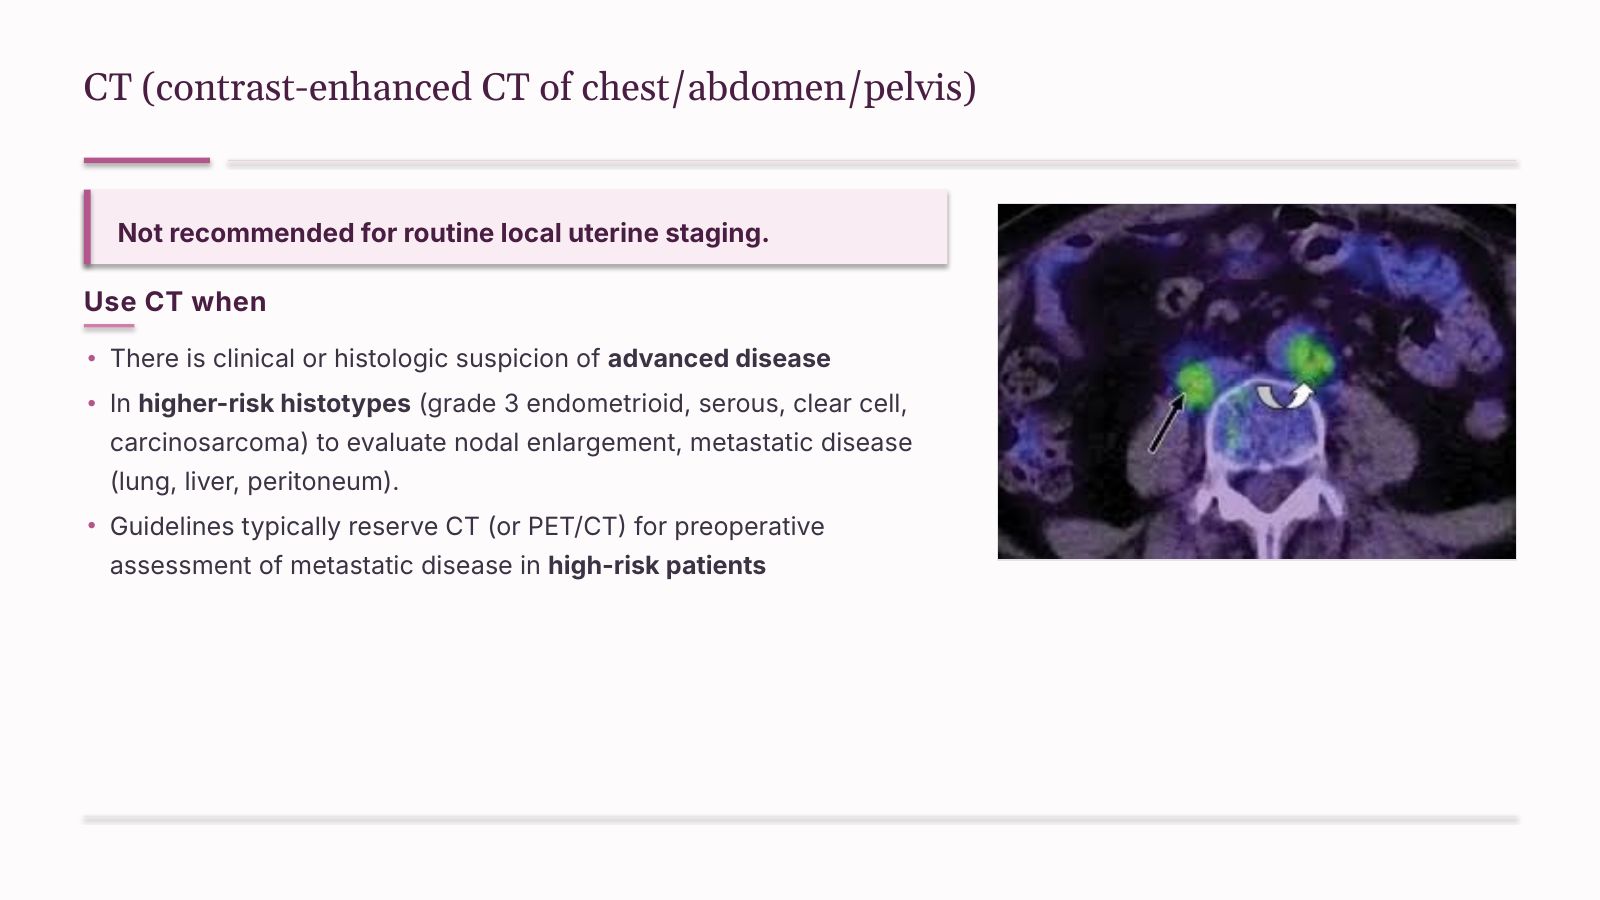 CT (contrast-enhanced CT of chest/abdomen/pelvis)
Not recommended for routine local uterine staging.
Use CT when
• There is clinical or histologic suspicion of advanced disease
• In higher-risk histotypes (grade 3 endometrioid, serous, clear cell,
carcinosarcoma) to evaluate nodal enlargement, metastatic disease
(lung, liver, peritoneum).
• Guidelines typically reserve CT (or PET/CT) for preoperative
assessment of metastatic disease in high-risk patients